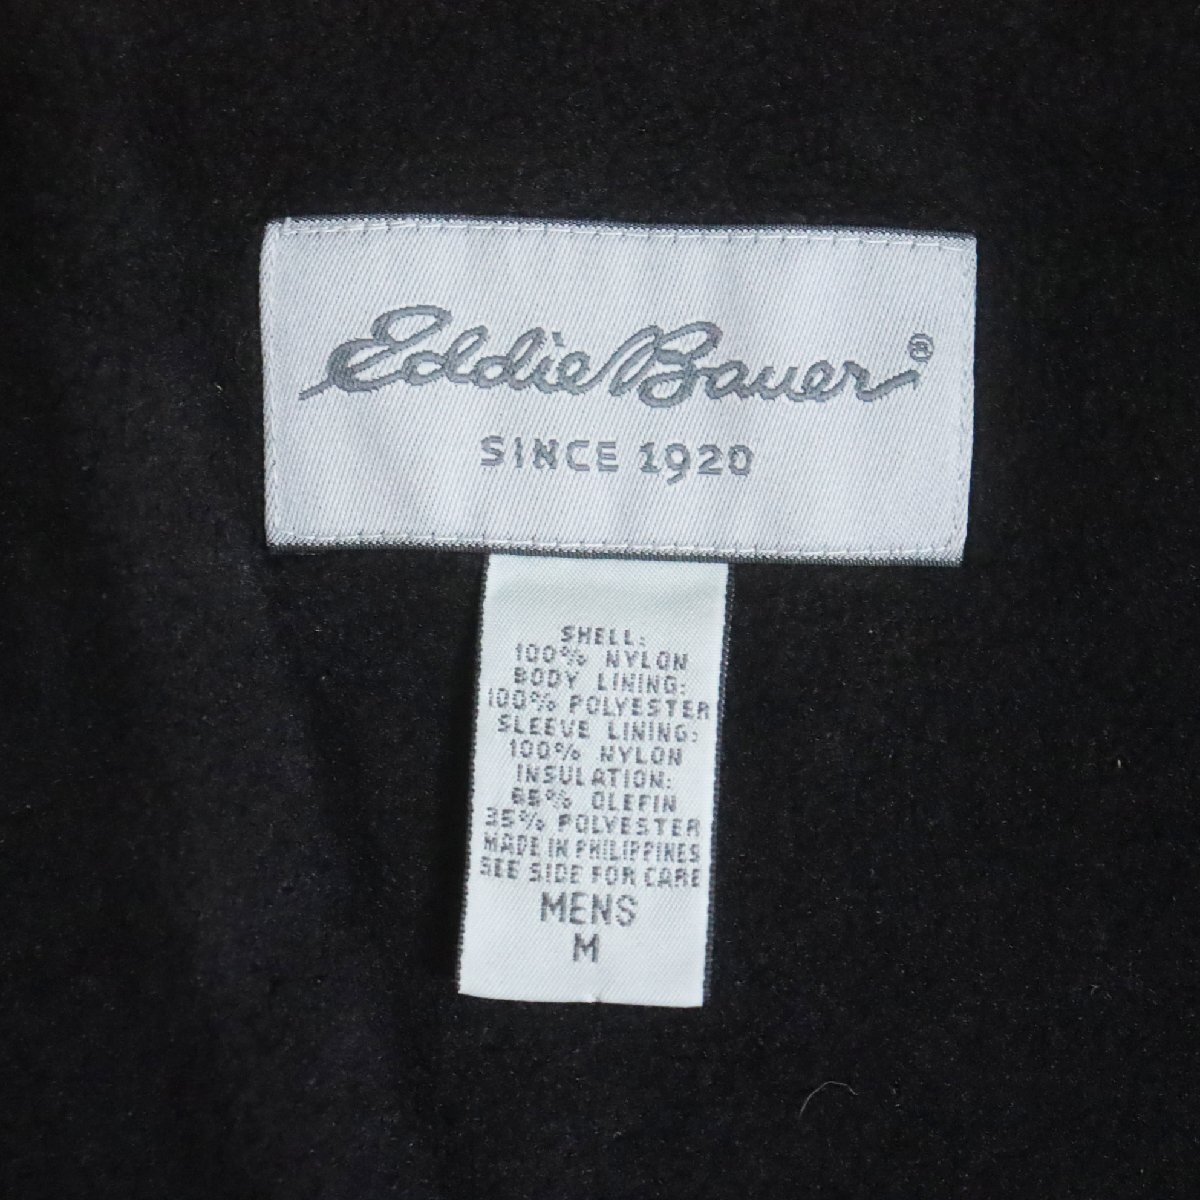 Eddie Bauer®
SINCE 1920
SHELL:
100% NYLON
BODY LINING:
100% POLYESTER
SLEEVE LINING:
100% NYLON
INSULATION:
65% OLEFIN
35% POLYESTER
MADE IN PHILIPPINES
SEE SIDE FOR CARE
MENS
M